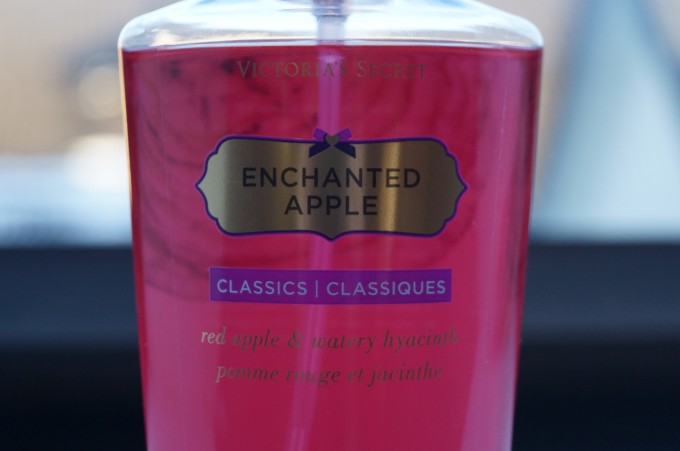 VICTORIA'S SECRET
ENCHANTED
APPLE
CLASSICS | CLASSIQUES
red apple & watery hyacinth
pomme rouge et jacinthe